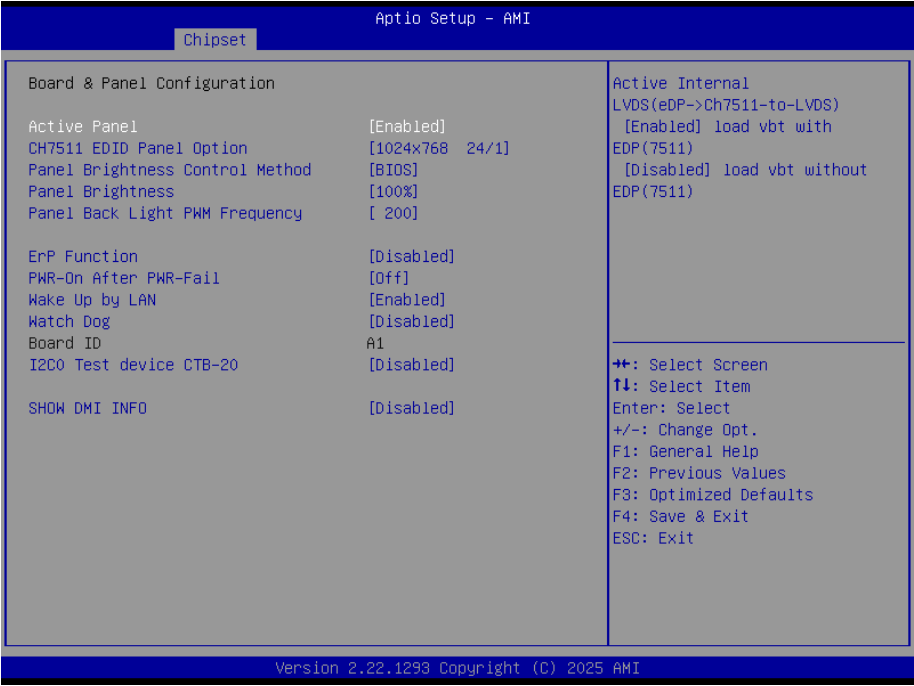 Aptio Setup - AMI
Chipset
Board & Panel Configuration
Active Panel [Enabled]
CH7511 EDID Panel Option [1024x768  24/1]
Panel Brightness Control Method [BIOS]
Panel Brightness [100%]
Panel Back Light PWM Frequency [ 200]
ErP Function [Disabled]
PWR-On After PWR-Fail [Off]
Wake Up by LAN [Enabled]
Watch Dog [Disabled]
Board ID A1
I2C0 Test device CTB-20 [Disabled]
SHOW DMI INFO [Disabled]
Active Internal
LVDS(eDP->Ch7511-to-LVDS)
[Enabled] load vbt with
EDP(7511)
[Disabled] load vbt without
EDP(7511)
→←: Select Screen
↑↓: Select Item
Enter: Select
+/-: Change Opt.
F1: General Help
F2: Previous Values
F3: Optimized Defaults
F4: Save & Exit
ESC: Exit
Version 2.22.1293 Copyright (C) 2025 AMI